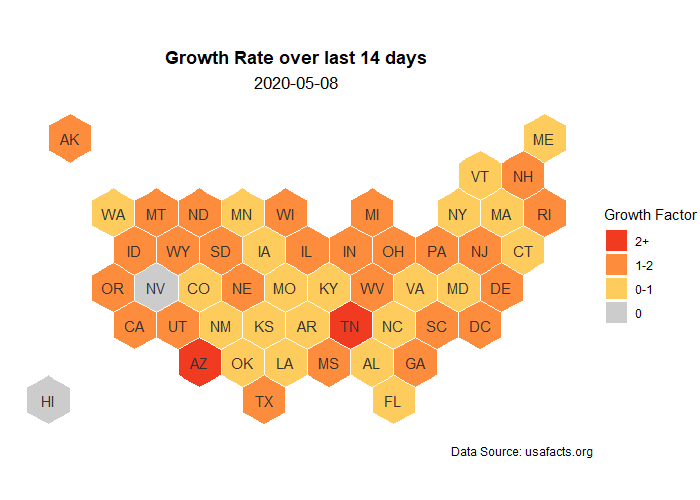 Growth Rate over last 14 days
2020-05-08
AK
ME
VT NH
WA MT ND MN WI MI NY MA RI
Growth Factor
ID WY SD IA IL IN OH PA NJ CT
2+
1-2
OR NV CO NE MO KY WV VA MD DE
0-1
0
CA UT NM KS AR TN NC SC DC
AZ OK LA MS AL GA
HI TX FL
Data Source: usafacts.org